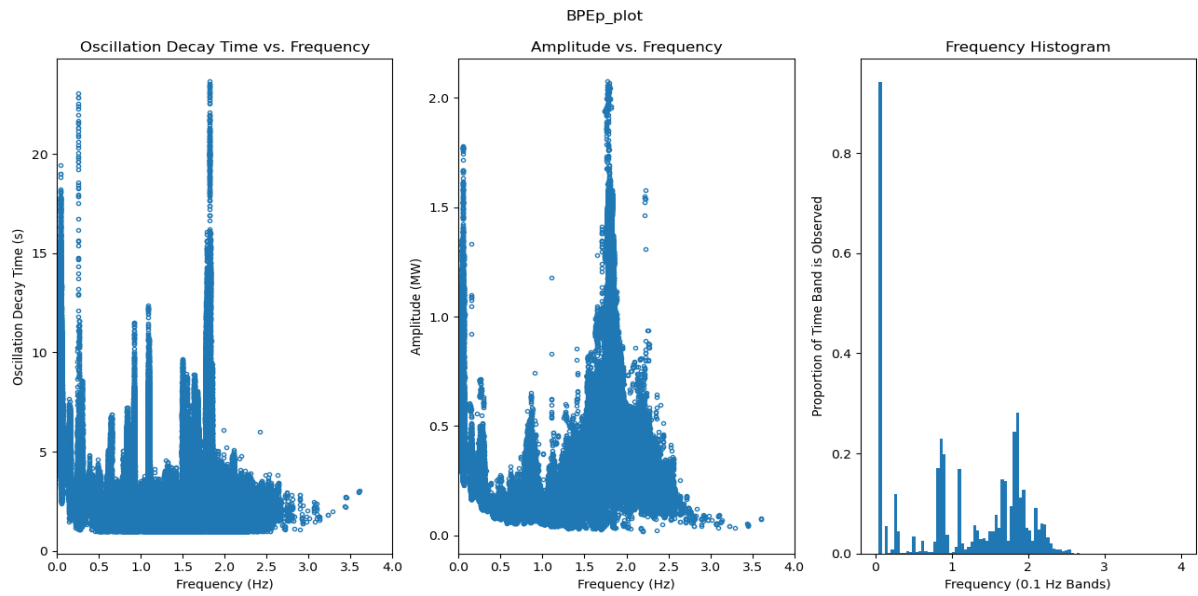 BPEp_plot
Oscillation Decay Time vs. Frequency
Oscillation Decay Time (s)
20
15
10
5
0
0.0 0.5 1.0 1.5 2.0 2.5 3.0 3.5 4.0
Frequency (Hz)
Amplitude vs. Frequency
Amplitude (MW)
2.0
1.5
1.0
0.5
0.0
0.0 0.5 1.0 1.5 2.0 2.5 3.0 3.5 4.0
Frequency (Hz)
Frequency Histogram
Proportion of Time Band is Observed
0.8
0.6
0.4
0.2
0.0
0 1 2 3 4
Frequency (0.1 Hz Bands)